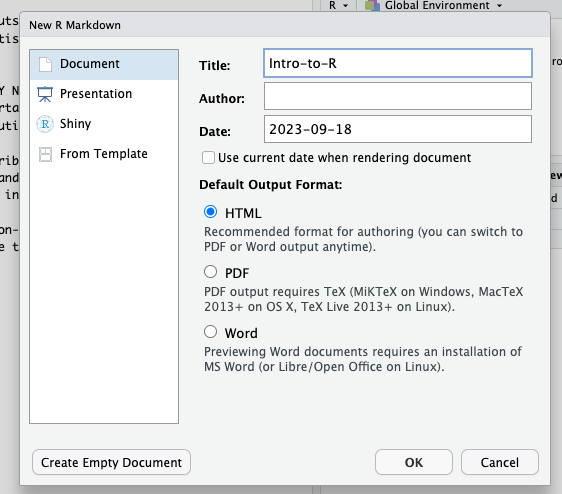 R
Global Environment
New R Markdown
Document
Presentation
Shiny
From Template
Title:
Intro-to-R
Author:
Date:
2023-09-18
Use current date when rendering document
Default Output Format:
HTML
Recommended format for authoring (you can switch to
PDF or Word output anytime).
PDF
PDF output requires TeX (MiKTeX on Windows, MacTeX
2013+ on OS X, TeX Live 2013+ on Linux).
Word
Previewing Word documents requires an installation of
MS Word (or Libre/Open Office on Linux).
Create Empty Document
OK
Cancel